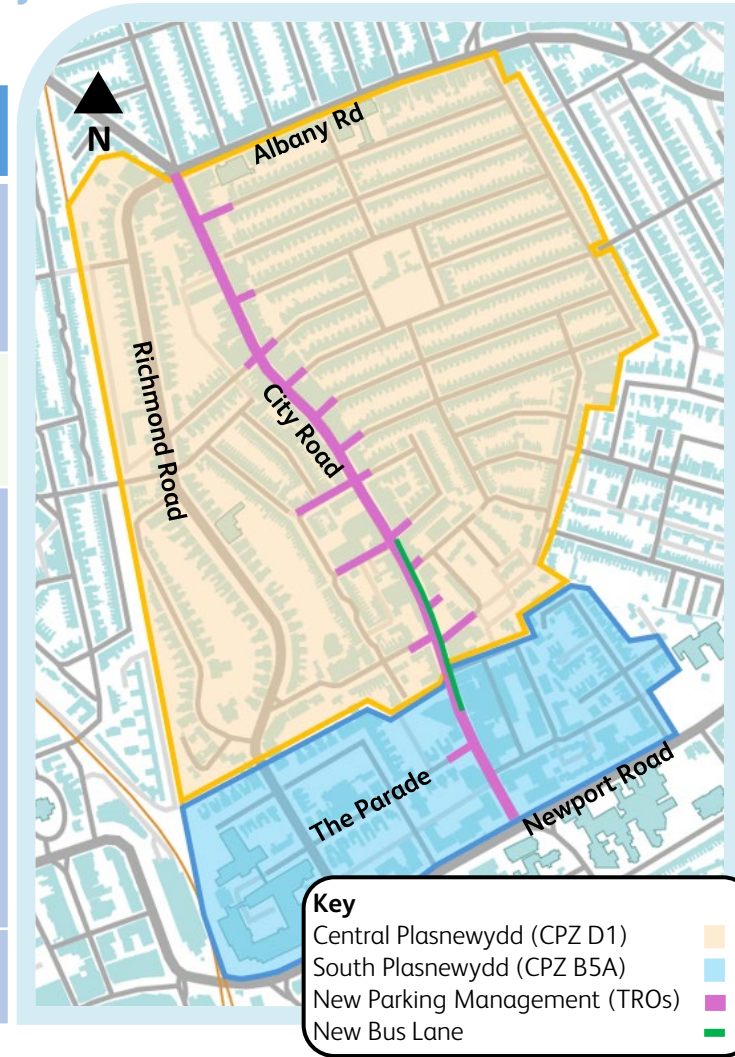 N
Albany Rd
Richmond Road
City Road
The Parade
Newport Road
Key
Central Plasnewydd (CPZ D1)
South Plasnewydd (CPZ B5A)
New Parking Management (TROs)
New Bus Lane